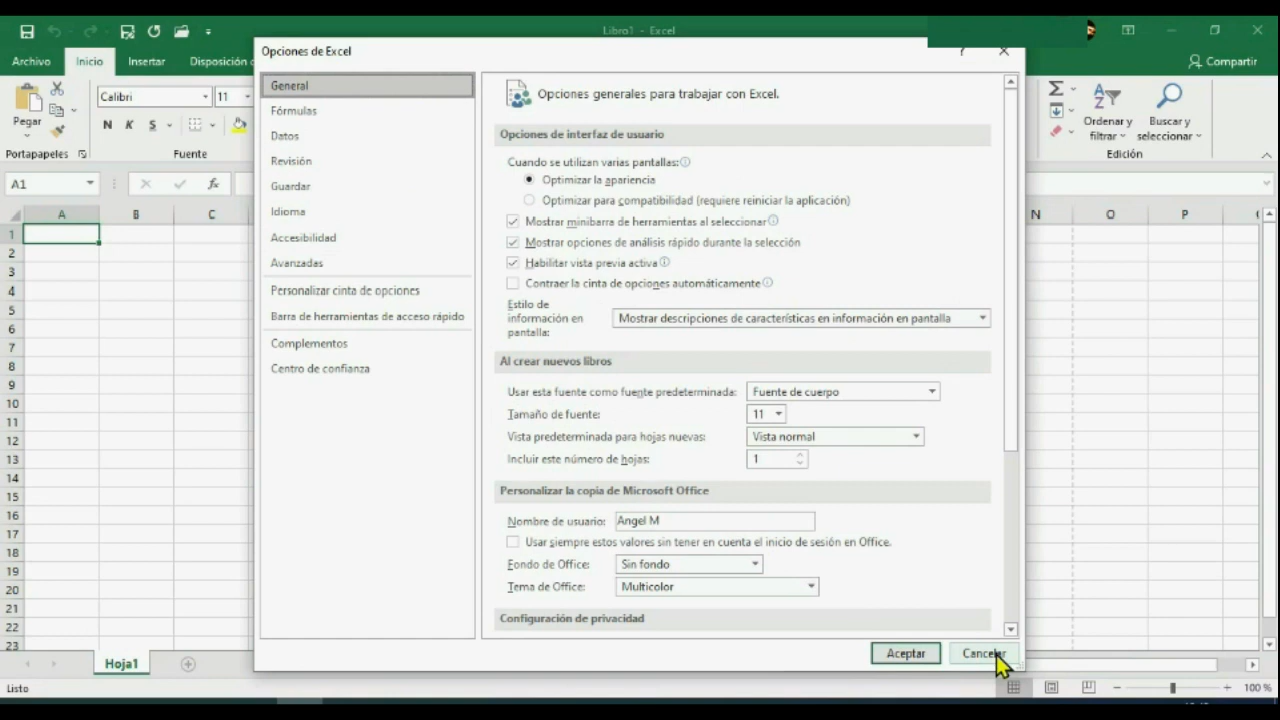 Libro1 - Excel
Archivo Inicio Insertar Disposición Compartir
Calibri 11
Pegar N K S Ordenar y filtrar Buscar y seleccionar
Portapapeles Fuente Edición
A1 fx
A B C N O P
1
2
3
4
5
6
7
8
9
10
11
12
13
14
15
16
17
18
19
20
21
22
23
Opciones de Excel ?
General
Fórmulas
Datos
Revisión
Guardar
Idioma
Accesibilidad
Avanzadas
Personalizar cinta de opciones
Barra de herramientas de acceso rápido
Complementos
Centro de confianza
Opciones generales para trabajar con Excel.
Opciones de interfaz de usuario
Cuando se utilizan varias pantallas:
Optimizar la apariencia
Optimizar para compatibilidad (requiere reiniciar la aplicación)
Mostrar minibarra de herramientas al seleccionar
Mostrar opciones de análisis rápido durante la selección
Habilitar vista previa activa
Contraer la cinta de opciones automáticamente
Estilo de
información en Mostrar descripciones de características en información en pantalla
pantalla:
Al crear nuevos libros
Usar esta fuente como fuente predeterminada: Fuente de cuerpo
Tamaño de fuente: 11
Vista predeterminada para hojas nuevas: Vista normal
Incluir este número de hojas: 1
Personalizar la copia de Microsoft Office
Nombre de usuario: Angel M
Usar siempre estos valores sin tener en cuenta el inicio de sesión en Office.
Fondo de Office: Sin fondo
Tema de Office: Multicolor
Configuración de privacidad
Aceptar Cancelar
Hoja1
Listo 100 %